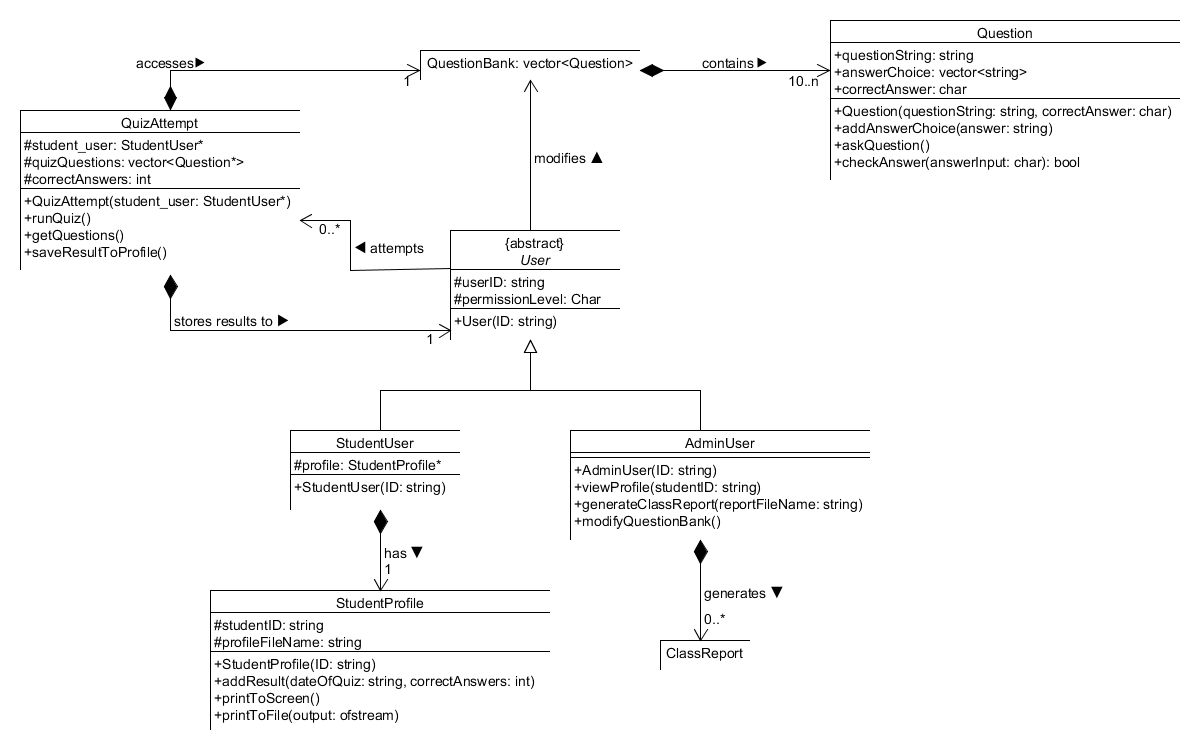 Question
+questionString: string
+answerChoice: vector<string>
+correctAnswer: char
+Question(questionString: string, correctAnswer: char)
+addAnswerChoice(answer: string)
+askQuestion()
+checkAnswer(answerInput: char): bool
accesses
1
QuestionBank: vector<Question>
contains
10..n
QuizAttempt
#student_user: StudentUser*
#quizQuestions: vector<Question*>
#correctAnswers: int
+QuizAttempt(student_user: StudentUser*)
+runQuiz()
+getQuestions()
+saveResultToProfile()
modifies
0..*
attempts
{abstract}
User
#userID: string
#permissionLevel: Char
+User(ID: string)
stores results to
1
StudentUser
#profile: StudentProfile*
+StudentUser(ID: string)
AdminUser
+AdminUser(ID: string)
+viewProfile(studentID: string)
+generateClassReport(reportFileName: string)
+modifyQuestionBank()
has
1
StudentProfile
#studentID: string
#profileFileName: string
+StudentProfile(ID: string)
+addResult(dateOfQuiz: string, correctAnswers: int)
+printToScreen()
+printToFile(output: ofstream)
generates
0..*
ClassReport